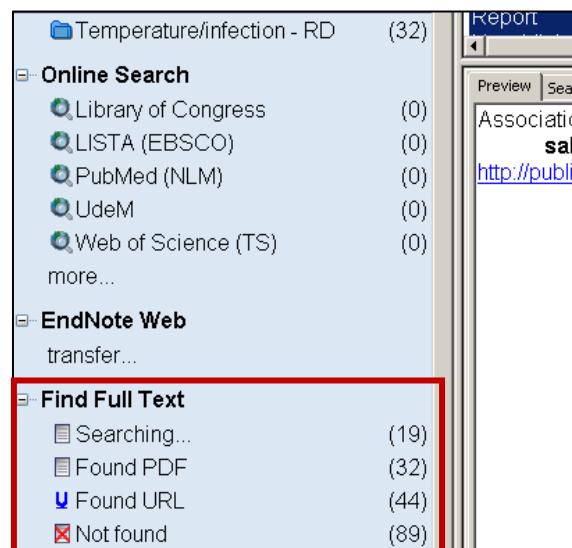 Temperature/infection - RD (32)
Online Search
Library of Congress (0)
LISTA (EBSCO) (0)
PubMed (NLM) (0)
UdeM (0)
Web of Science (TS) (0)
more...
EndNote Web
transfer...
Find Full Text
Searching... (19)
Found PDF (32)
Found URL (44)
Not found (89)
Report
Preview Sea
Associatio
sal
http://publi